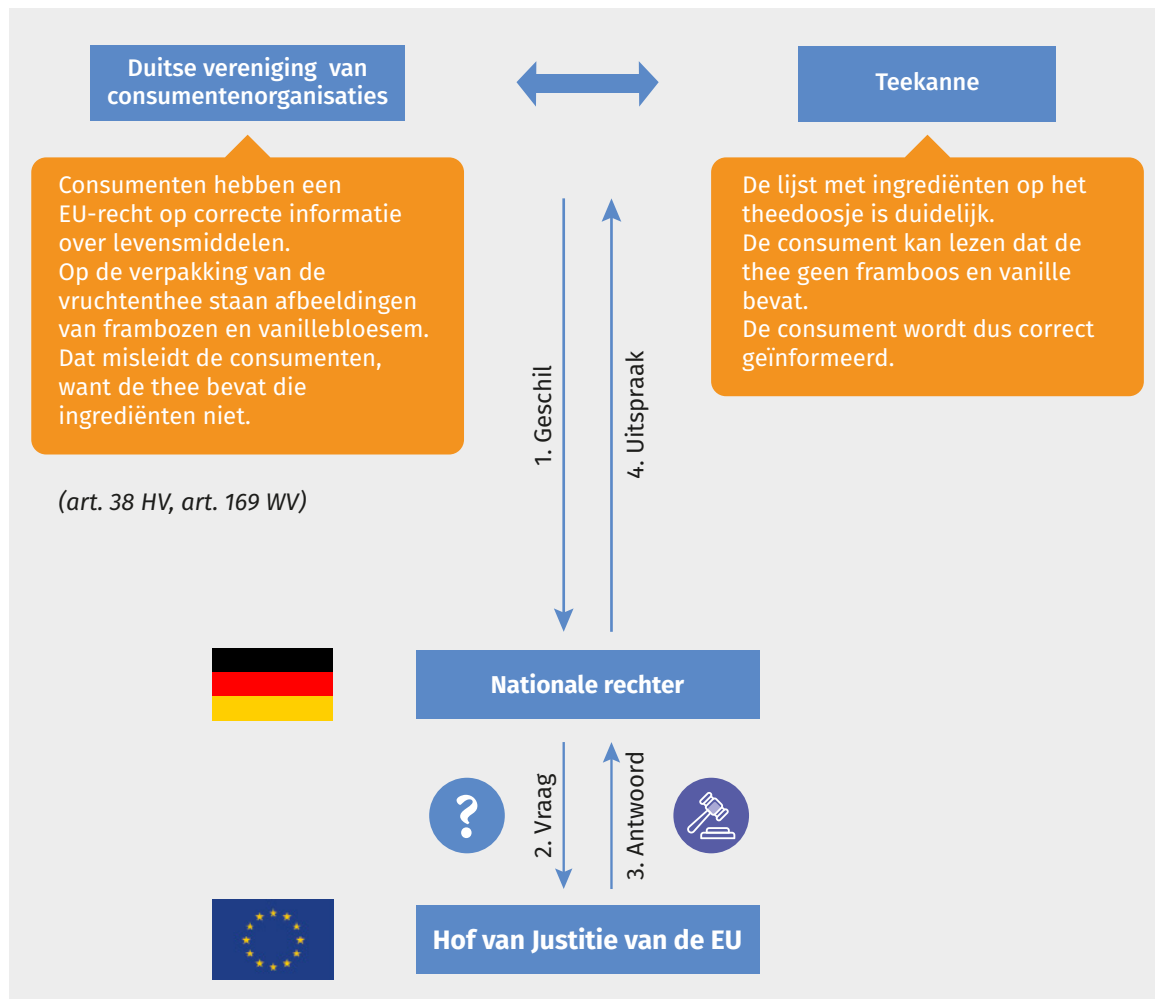 Duitse vereniging van
consumentenorganisaties
Teekanne
Consumenten hebben een
EU-recht op correcte informatie
over levensmiddelen.
Op de verpakking van de
vruchtenthee staan afbeeldingen
van frambozen en vanillebloesem.
Dat misleidt de consumenten,
want de thee bevat die
ingrediënten niet.
De lijst met ingrediënten op het
theedoosje is duidelijk.
De consument kan lezen dat de
thee geen framboos en vanille
bevat.
De consument wordt dus correct
geïnformeerd.
(art. 38 HV, art. 169 WV)
1. Geschil
4. Uitspraak
Nationale rechter
?
2. Vraag
3. Antwoord
Hof van Justitie van de EU